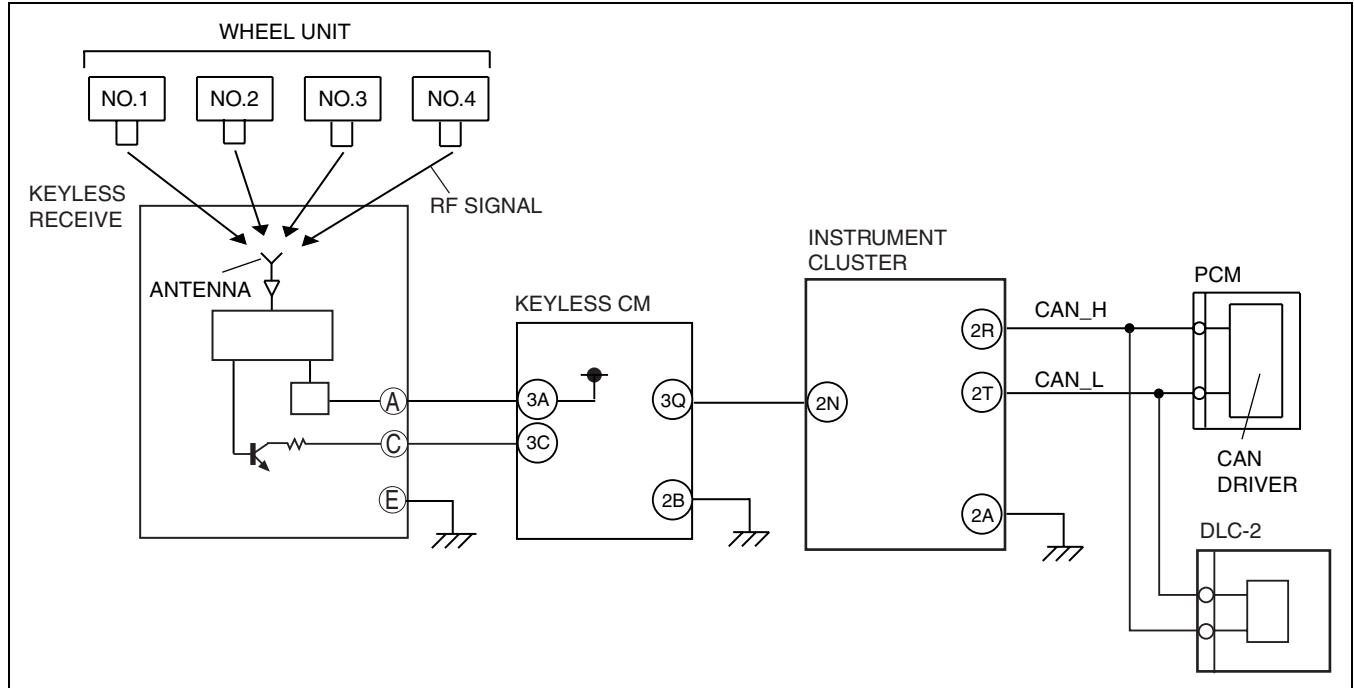 WHEEL UNIT
NO.1
NO.2
NO.3
NO.4
KEYLESS
RECEIVE
RF SIGNAL
ANTENNA
A
C
E
KEYLESS CM
3A
3C
3Q
2B
INSTRUMENT
CLUSTER
2N
2R
2T
2A
CAN_H
CAN_L
PCM
CAN
DRIVER
DLC-2